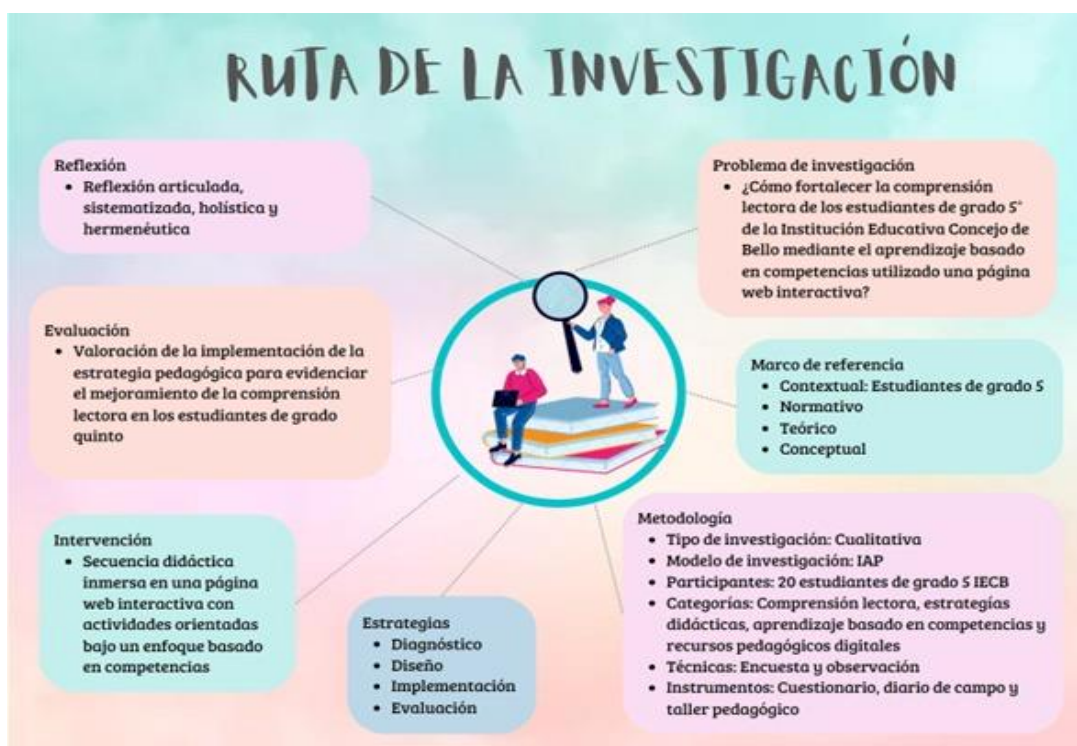 RUTA DE LA INVESTIGACIÓN
Problema de investigación
• ¿Cómo fortalecer la comprensión
lectora de los estudiantes de grado 5°
de la Institución Educativa Concejo de
Bello mediante el aprendizaje basado
en competencias utilizado una página
web interactiva?
Marco de referencia
• Contextual: Estudiantes de grado 5
• Normativo
• Teórico
• Conceptual
Metodología
• Tipo de investigación: Cualitativa
• Modelo de investigación: IAP
• Participantes: 20 estudiantes de grado 5 IECB
• Categorías: Comprensión lectora, estrategías
didácticas, aprendizaje basado en competencias y
recursos pedagógicos digitales
• Técnicas: Encuesta y observación
• Instrumentos: Cuestionario, diario de campo y
taller pedagógico
Estrategias
• Diagnóstico
• Diseño
• Implementación
• Evaluación
Intervención
• Secuencia didáctica
inmersa en una página
web interactiva con
actividades orientadas
bajo un enfoque basado
en competencias
Evaluación
• Valoración de la implementación de la
estrategia pedagógica para evidenciar
el mejoramiento de la comprensión
lectora en los estudiantes de grado
quinto
Reflexión
• Reflexión articulada,
sistematizada, holística y
hermenéutica